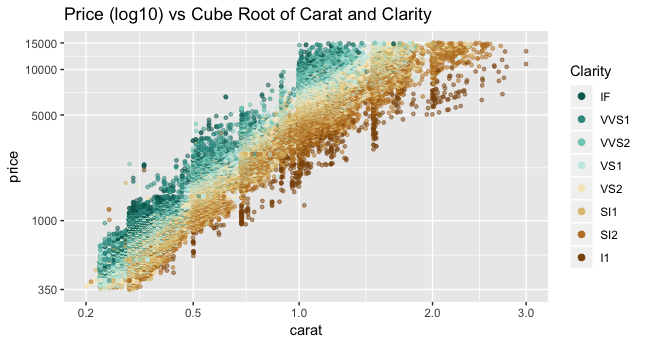 Price (log10) vs Cube Root of Carat and Clarity
15000
10000
5000
1000
350
price
0.2
0.5
1.0
2.0
3.0
carat
Clarity
IF
VVS1
VVS2
VS1
VS2
SI1
SI2
I1